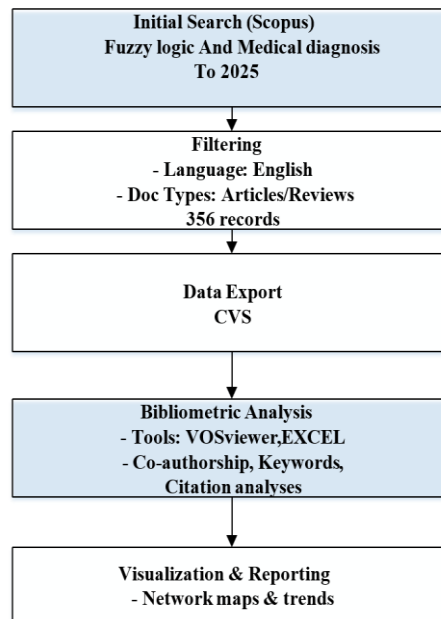 Initial Search (Scopus)
Fuzzy logic And Medical diagnosis
To 2025
Filtering
- Language: English
- Doc Types: Articles/Reviews
356 records
Data Export
CVS
Bibliometric Analysis
- Tools: VOSviewer,EXCEL
- Co-authorship, Keywords,
Citation analyses
Visualization & Reporting
- Network maps & trends